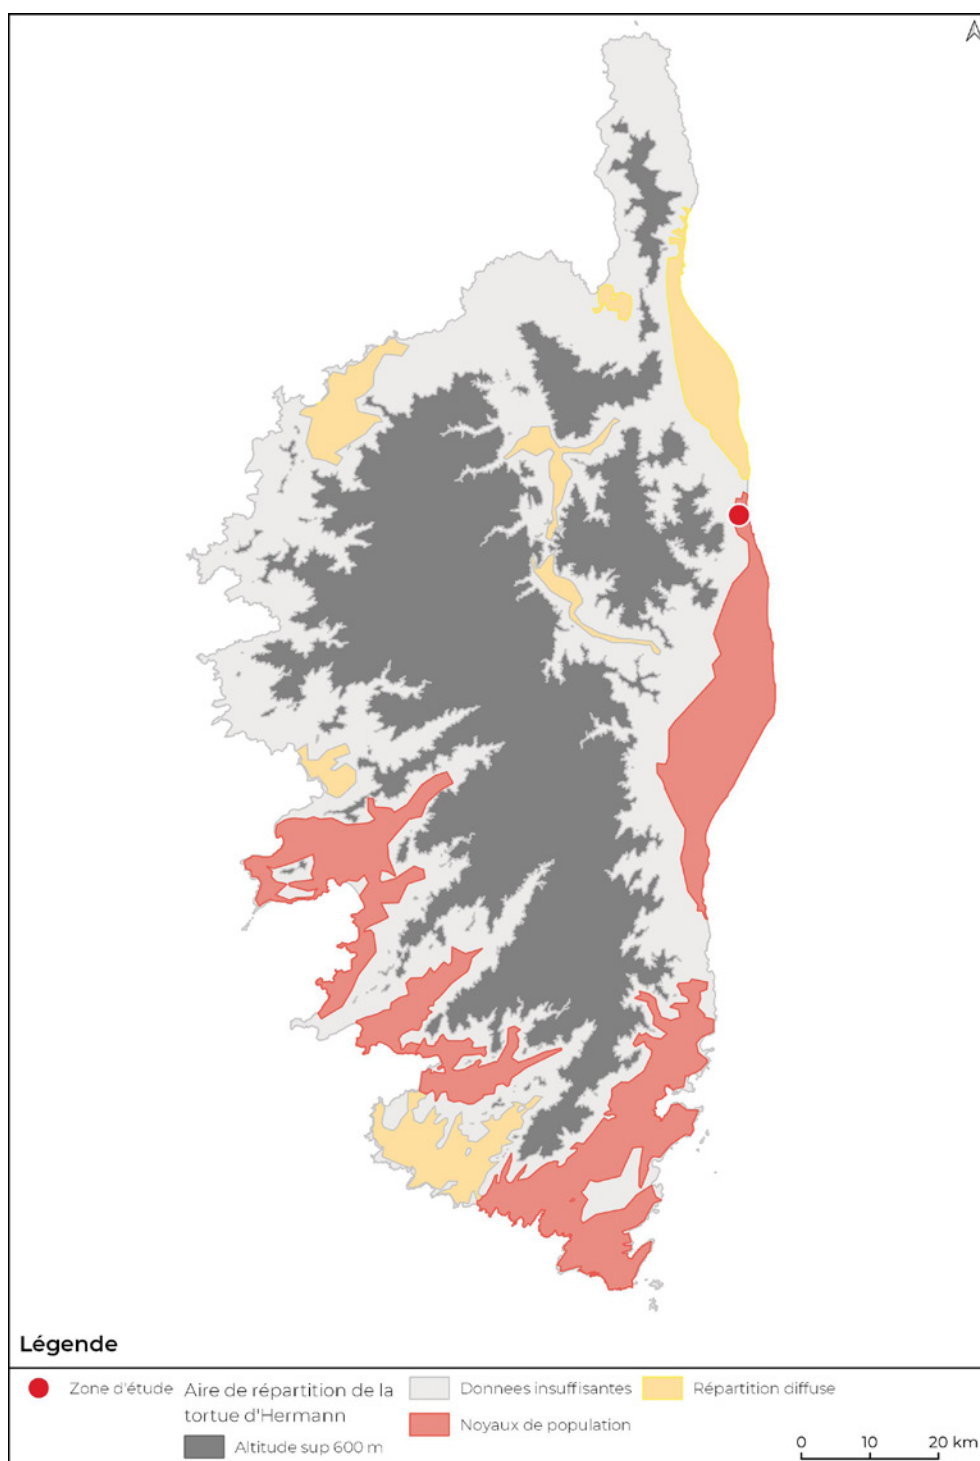 Légende
Zone d'étude
Aire de répartition de la
tortue d'Hermann
Altitude sup 600 m
Donnees insuffisantes
Noyaux de population
Répartition diffuse
0 10 20 km